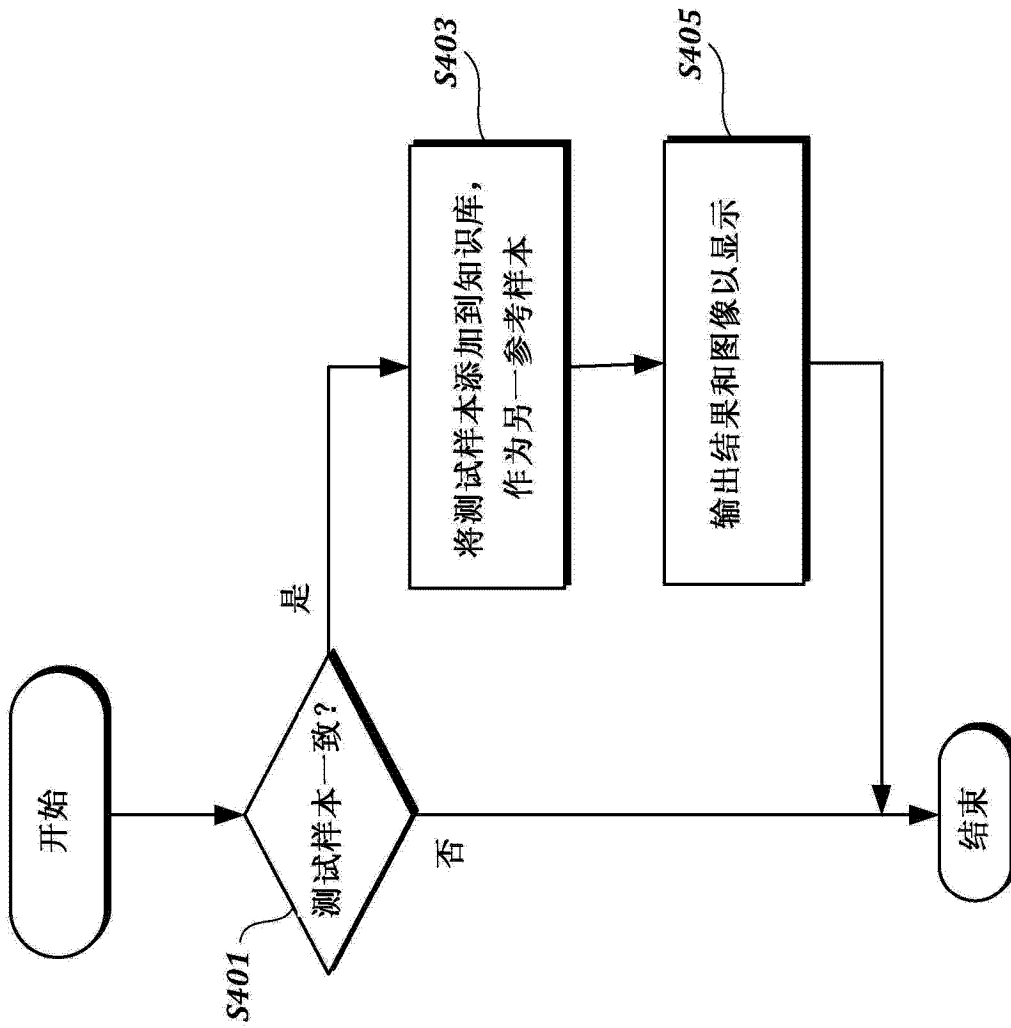 开始
S401
测试样本一致？
是
否
S403
将测试样本添加到知识库，
作为另一参考样本
S405
输出结果和图像以显示
结束